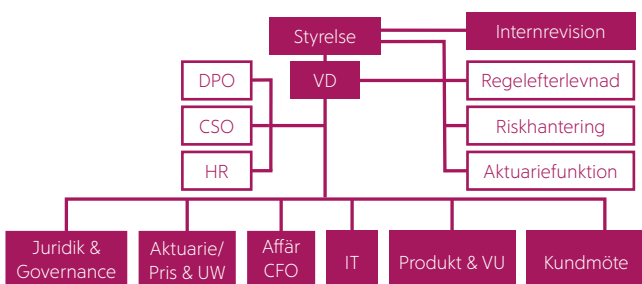 Styrelse
Internrevision
DPO
VD
Regelefterlevnad
CSO
Riskhantering
HR
Aktuariefunktion
Juridik &
Governance
Aktuarie/
Pris & UW
Affär
CFO
IT
Produkt & VU
Kundmöte